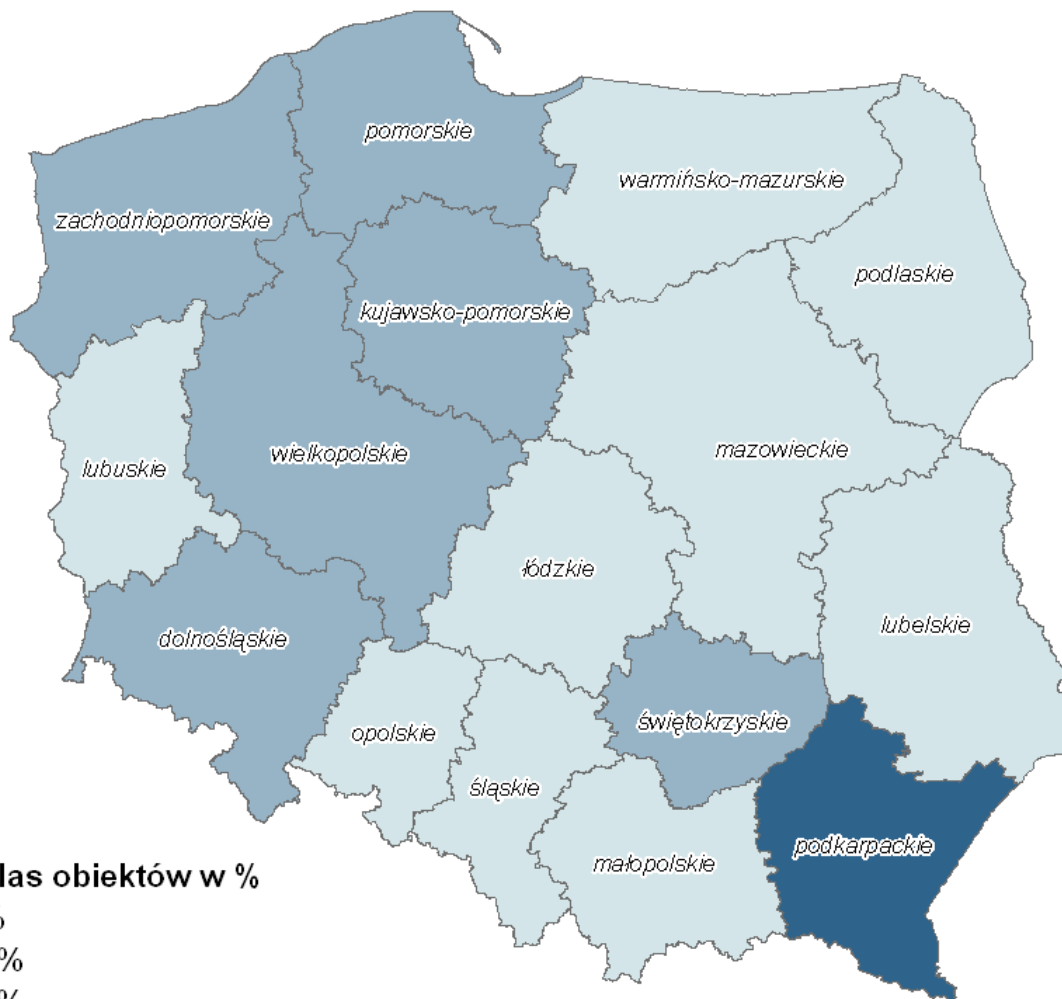 pomorskie
warmińsko-mazurskie
zachodniopomorskie
podlaskie
kujawsko-pomorskie
mazowieckie
wielkopolskie
lubuskie
łódzkie
lubelskie
dolnośląskie
świętokrzyskie
opolskie
śląskie
podkarpackie
małopolskie
obiektów w %
%
%
%